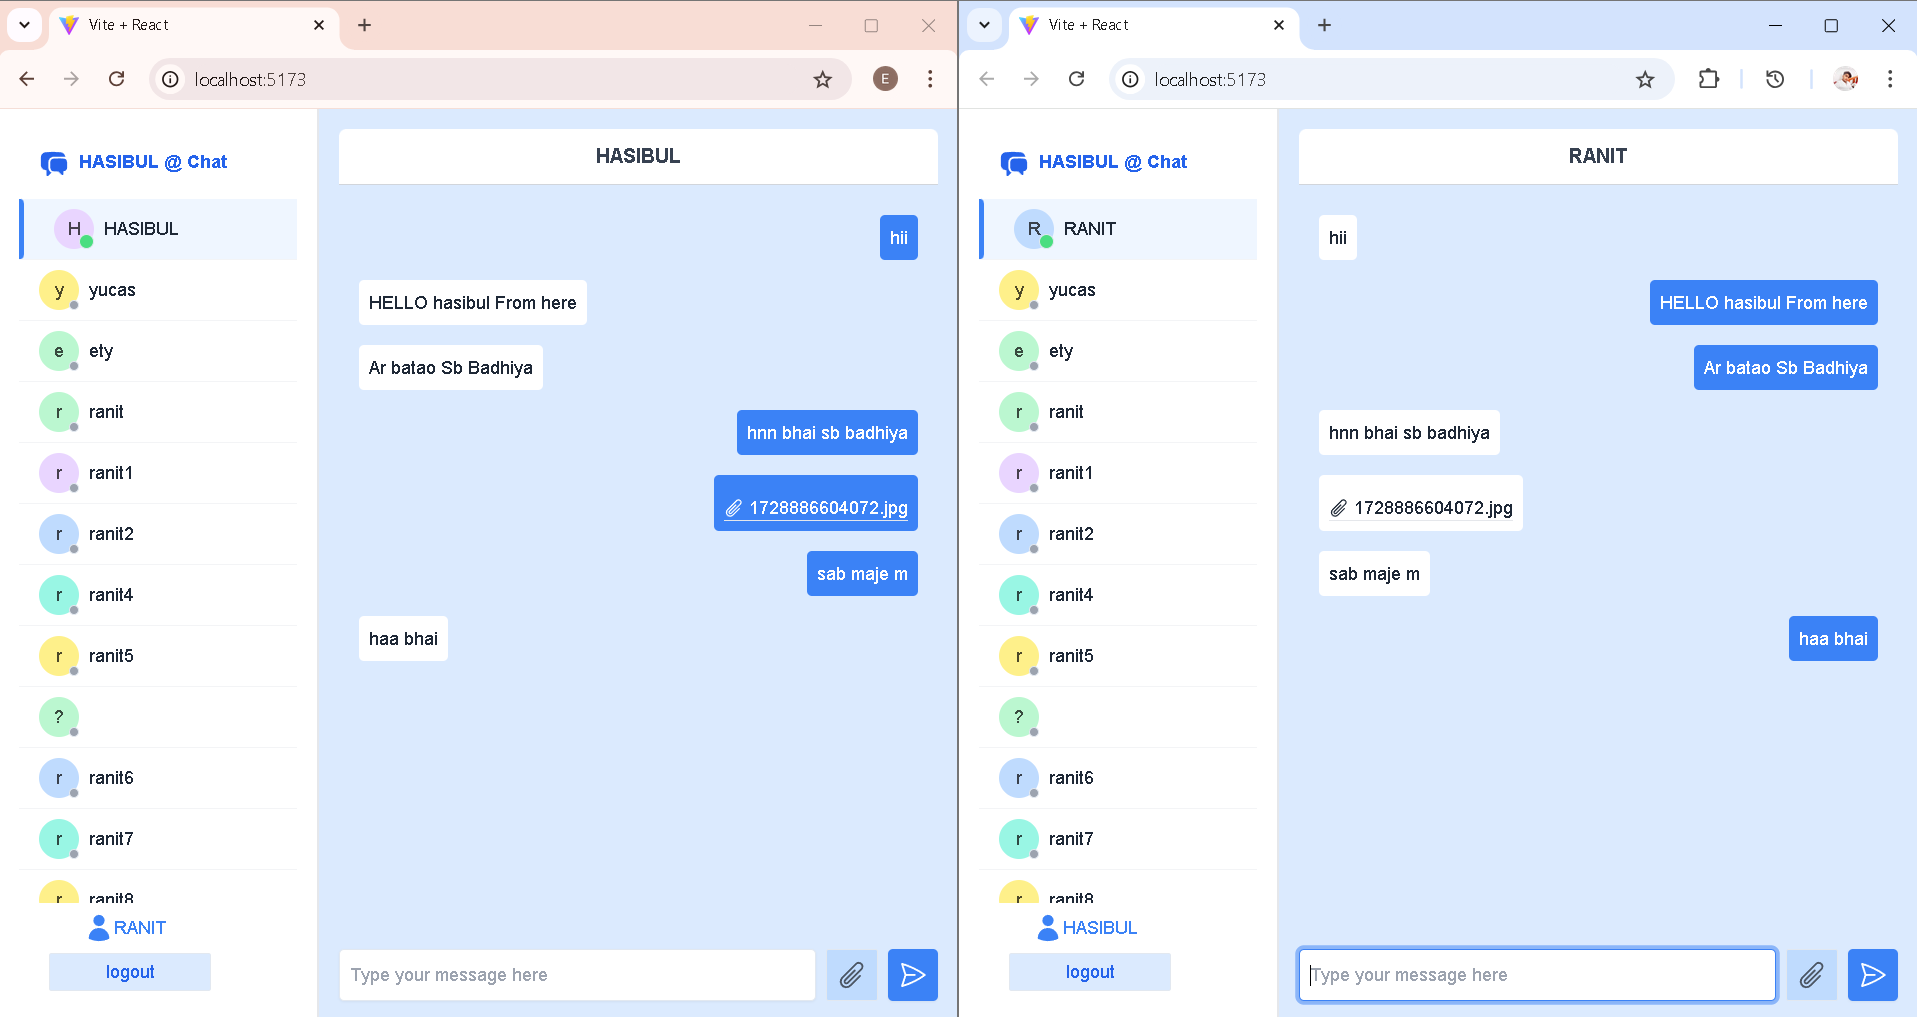 Vite + React
localhost:5173
E
HASIBUL @ Chat
H HASIBUL
y yucas
e ety
r ranit
r ranit1
r ranit2
r ranit4
r ranit5
?
r ranit6
r ranit7
r ranit8
RANIT
logout
HASIBUL
hii
HELLO hasibul From here
Ar batao Sb Badhiya
hnn bhai sb badhiya
1728886604072.jpg
sab maje m
haa bhai
Type your message here
Vite + React
localhost:5173
HASIBUL @ Chat
R RANIT
y yucas
e ety
r ranit
r ranit1
r ranit2
r ranit4
r ranit5
?
r ranit6
r ranit7
r ranit8
HASIBUL
logout
RANIT
hii
HELLO hasibul From here
Ar batao Sb Badhiya
hnn bhai sb badhiya
1728886604072.jpg
sab maje m
haa bhai
Type your message here